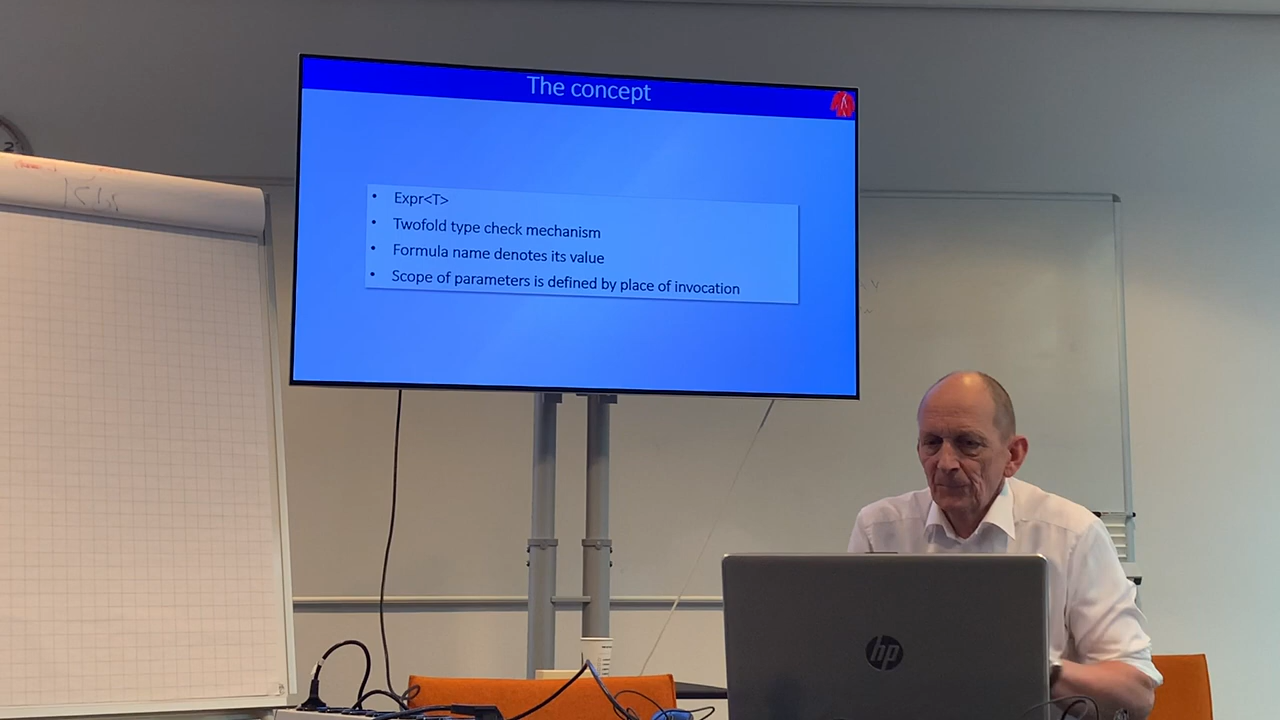 The concept
Expr<T>
Twofold type check mechanism
Formula name denotes its value
Scope of parameters is defined by place of invocation
hp